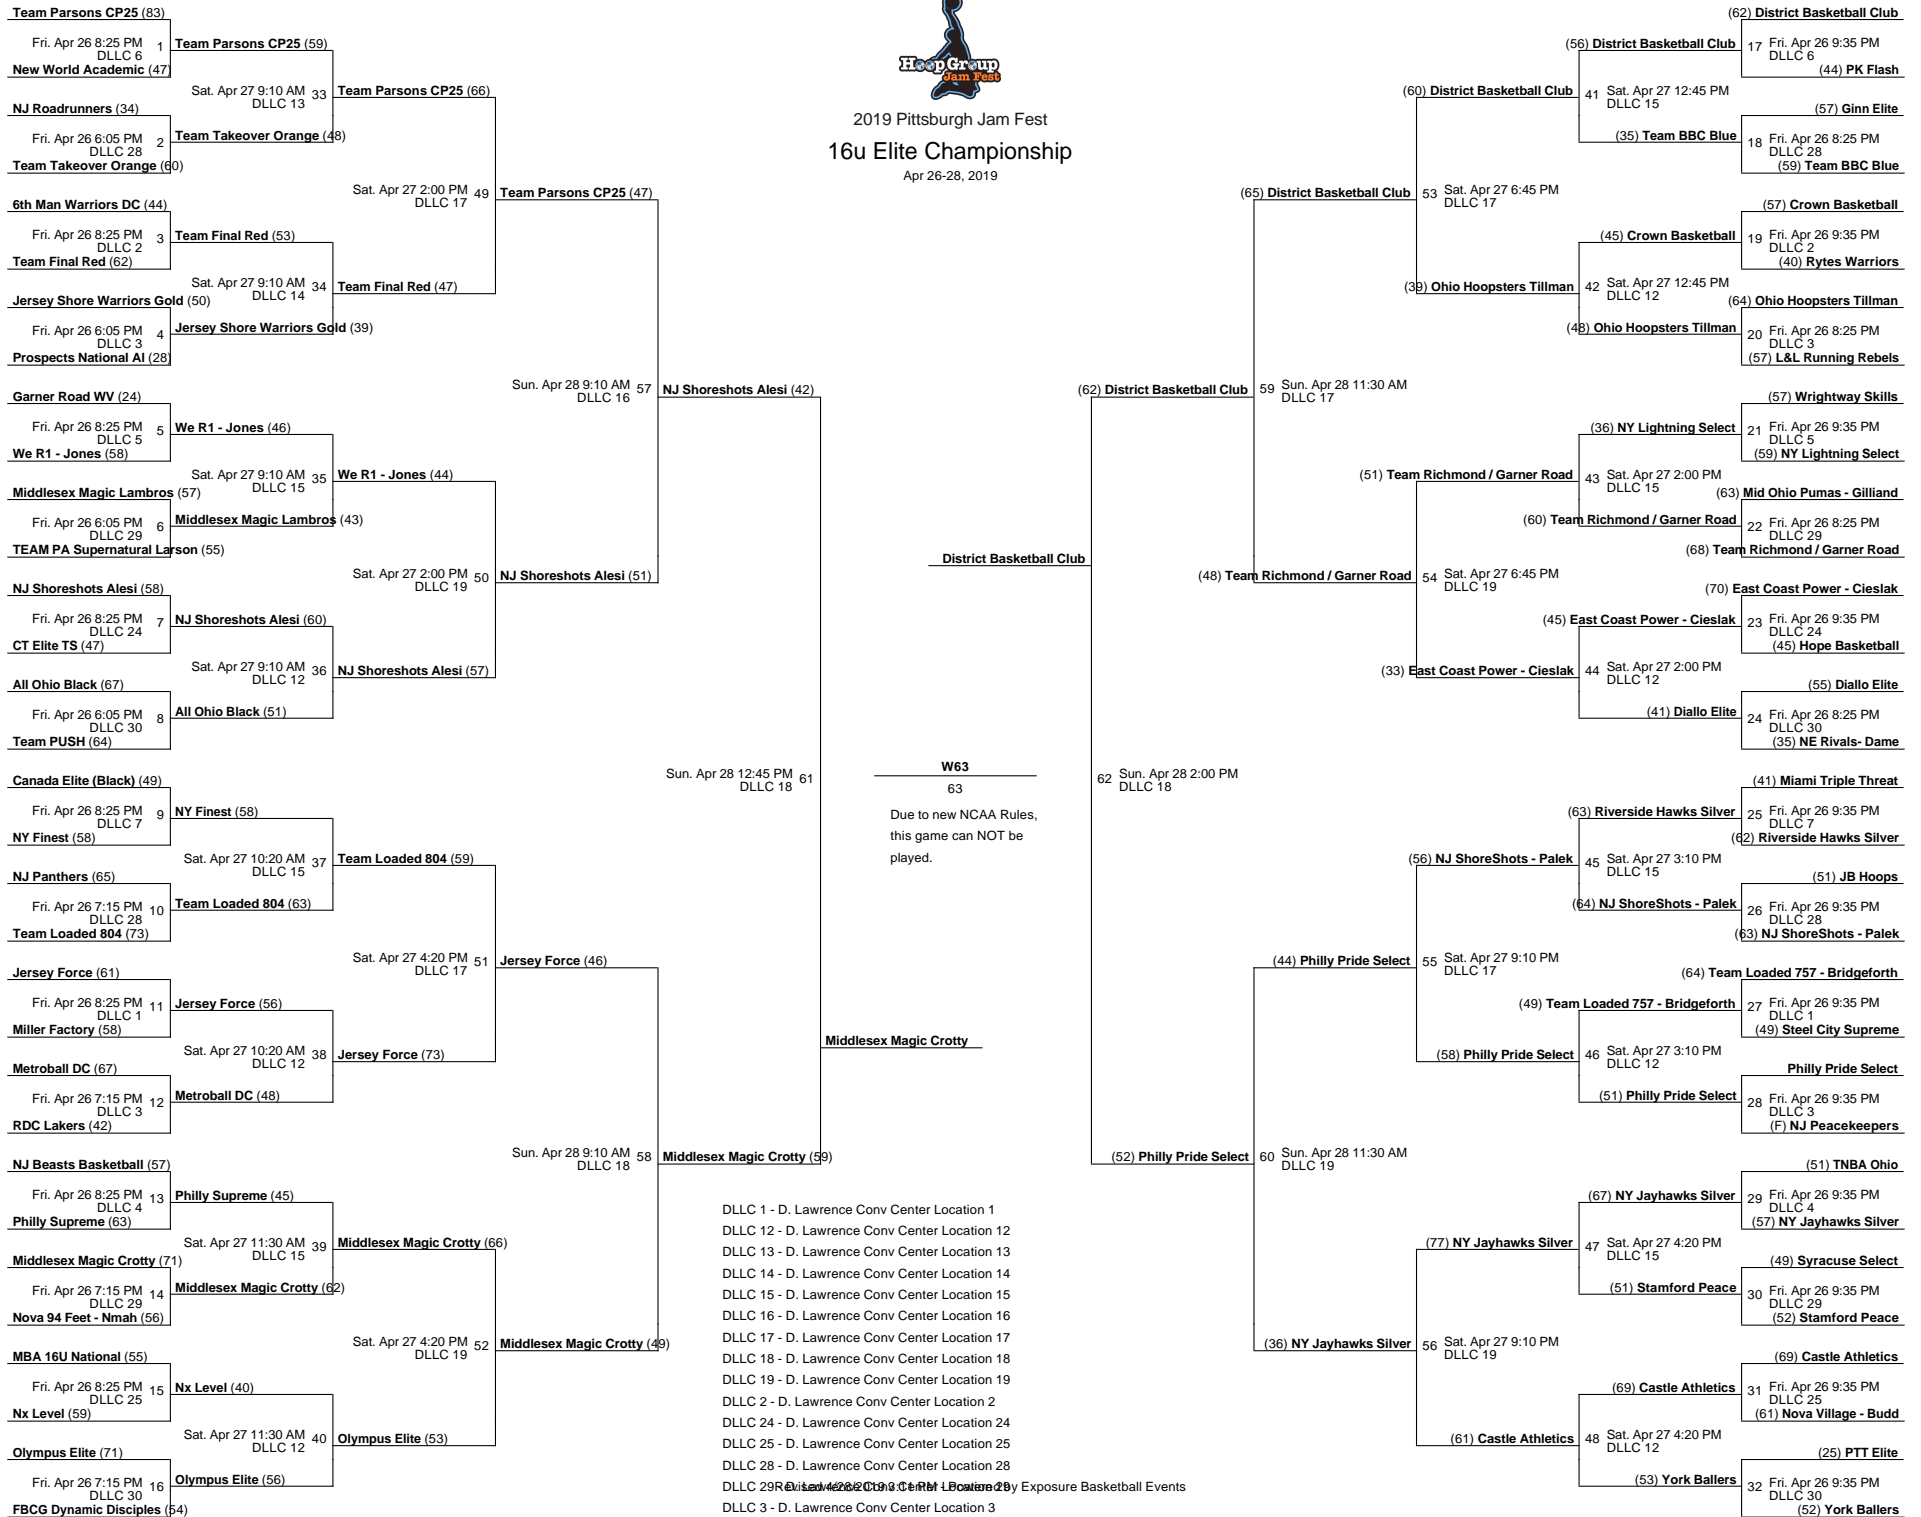 HoopGroup
Jam Fest
2019 Pittsburgh Jam Fest
16u Elite Championship
Apr 26-28, 2019
Team Parsons CP25 (83)
Fri. Apr 26 8:25 PM 1
DLLC 6
New World Academic (47)
NJ Roadrunners (34)
Fri. Apr 26 6:05 PM 2
DLLC 28
Team Takeover Orange (60)
6th Man Warriors DC (44)
Fri. Apr 26 8:25 PM 3
DLLC 2
Team Final Red (62)
Jersey Shore Warriors Gold (50)
Fri. Apr 26 6:05 PM 4
DLLC 3
Prospects National AI (28)
Garner Road WV (24)
Fri. Apr 26 8:25 PM 5
DLLC 5
We R1 - Jones (58)
Middlesex Magic Lambros (57)
Fri. Apr 26 6:05 PM 6
DLLC 29
TEAM PA Supernatural Larson (55)
NJ Shoreshots Alesi (58)
Fri. Apr 26 8:25 PM 7
DLLC 24
CT Elite TS (47)
All Ohio Black (67)
Fri. Apr 26 6:05 PM 8
DLLC 30
Team PUSH (64)
Canada Elite (Black) (49)
Fri. Apr 26 8:25 PM 9
DLLC 7
NY Finest (58)
NJ Panthers (65)
Fri. Apr 26 7:15 PM 10
DLLC 28
Team Loaded 804 (73)
Jersey Force (61)
Fri. Apr 26 8:25 PM 11
DLLC 1
Miller Factory (58)
Metroball DC (67)
Fri. Apr 26 7:15 PM 12
DLLC 3
RDC Lakers (42)
NJ Beasts Basketball (57)
Fri. Apr 26 8:25 PM 13
DLLC 4
Philly Supreme (63)
Middlesex Magic Crotty (71)
Fri. Apr 26 7:15 PM 14
DLLC 29
Nova 94 Feet - Nmah (56)
MBA 16U National (55)
Fri. Apr 26 8:25 PM 15
DLLC 25
Nx Level (59)
Olympus Elite (71)
Fri. Apr 26 7:15 PM 16
DLLC 30
FBCG Dynamic Disciples (54)
Team Parsons CP25 (59)
Sat. Apr 27 9:10 AM 33
DLLC 13
Team Takeover Orange (48)
Team Final Red (53)
Sat. Apr 27 9:10 AM 34
DLLC 14
Jersey Shore Warriors Gold (39)
We R1 - Jones (46)
Sat. Apr 27 9:10 AM 35
DLLC 15
Middlesex Magic Lambros (43)
NJ Shoreshots Alesi (60)
Sat. Apr 27 9:10 AM 36
DLLC 12
All Ohio Black (51)
NY Finest (58)
Sat. Apr 27 10:20 AM 37
DLLC 15
Team Loaded 804 (63)
Jersey Force (56)
Sat. Apr 27 10:20 AM 38
DLLC 12
Metroball DC (48)
Philly Supreme (45)
Sat. Apr 27 11:30 AM 39
DLLC 15
Middlesex Magic Crotty (62)
Nx Level (40)
Sat. Apr 27 11:30 AM 40
DLLC 12
Olympus Elite (56)
Team Parsons CP25 (66)
Sat. Apr 27 2:00 PM 49
DLLC 17
Team Final Red (47)
We R1 - Jones (44)
Sat. Apr 27 2:00 PM 50
DLLC 19
NJ Shoreshots Alesi (57)
Team Loaded 804 (59)
Sat. Apr 27 4:20 PM 51
DLLC 17
Jersey Force (73)
Middlesex Magic Crotty (66)
Sat. Apr 27 4:20 PM 52
DLLC 19
Olympus Elite (53)
Team Parsons CP25 (47)
Sun. Apr 28 9:10 AM 57
DLLC 16
NJ Shoreshots Alesi (51)
Jersey Force (46)
Sun. Apr 28 9:10 AM 58
DLLC 18
Middlesex Magic Crotty (49)
NJ Shoreshots Alesi (42)
Sun. Apr 28 12:45 PM 61
DLLC 18
Middlesex Magic Crotty (59)
Middlesex Magic Crotty
District Basketball Club
W63
63
Due to new NCAA Rules,
this game can NOT be
played.
(62) District Basketball Club
62 Sun. Apr 28 2:00 PM
DLLC 18
(52) Philly Pride Select
(65) District Basketball Club
59 Sun. Apr 28 11:30 AM
DLLC 17
(48) Team Richmond / Garner Road
(44) Philly Pride Select
60 Sun. Apr 28 11:30 AM
DLLC 19
(36) NY Jayhawks Silver
(60) District Basketball Club
53 Sat. Apr 27 6:45 PM
DLLC 17
(39) Ohio Hoopsters Tillman
(51) Team Richmond / Garner Road
54 Sat. Apr 27 6:45 PM
DLLC 19
(33) East Coast Power - Cieslak
(56) NJ ShoreShots - Palek
55 Sat. Apr 27 9:10 PM
DLLC 17
(58) Philly Pride Select
(77) NY Jayhawks Silver
56 Sat. Apr 27 9:10 PM
DLLC 19
(61) Castle Athletics
(56) District Basketball Club
41 Sat. Apr 27 12:45 PM
DLLC 15
(35) Team BBC Blue
(45) Crown Basketball
42 Sat. Apr 27 12:45 PM
DLLC 12
(48) Ohio Hoopsters Tillman
(36) NY Lightning Select
43 Sat. Apr 27 2:00 PM
DLLC 15
(60) Team Richmond / Garner Road
(45) East Coast Power - Cieslak
44 Sat. Apr 27 2:00 PM
DLLC 12
(41) Diallo Elite
(63) Riverside Hawks Silver
45 Sat. Apr 27 3:10 PM
DLLC 15
(64) NJ ShoreShots - Palek
(49) Team Loaded 757 - Bridgeforth
46 Sat. Apr 27 3:10 PM
DLLC 12
(51) Philly Pride Select
(67) NY Jayhawks Silver
47 Sat. Apr 27 4:20 PM
DLLC 15
(51) Stamford Peace
(69) Castle Athletics
48 Sat. Apr 27 4:20 PM
DLLC 12
(53) York Ballers
(62) District Basketball Club
17 Fri. Apr 26 9:35 PM
DLLC 6
(44) PK Flash
(57) Ginn Elite
18 Fri. Apr 26 8:25 PM
DLLC 28
(59) Team BBC Blue
(57) Crown Basketball
19 Fri. Apr 26 9:35 PM
DLLC 2
(40) Rytes Warriors
(64) Ohio Hoopsters Tillman
20 Fri. Apr 26 8:25 PM
DLLC 3
(57) L&L Running Rebels
(57) Wrightway Skills
21 Fri. Apr 26 9:35 PM
DLLC 5
(59) NY Lightning Select
(63) Mid Ohio Pumas - Gilliand
22 Fri. Apr 26 8:25 PM
DLLC 29
(68) Team Richmond / Garner Road
(70) East Coast Power - Cieslak
23 Fri. Apr 26 9:35 PM
DLLC 24
(45) Hope Basketball
(55) Diallo Elite
24 Fri. Apr 26 8:25 PM
DLLC 30
(35) NE Rivals- Dame
(41) Miami Triple Threat
25 Fri. Apr 26 9:35 PM
DLLC 7
(62) Riverside Hawks Silver
(51) JB Hoops
26 Fri. Apr 26 9:35 PM
DLLC 28
(63) NJ ShoreShots - Palek
(64) Team Loaded 757 - Bridgeforth
27 Fri. Apr 26 9:35 PM
DLLC 1
(49) Steel City Supreme
Philly Pride Select
28 Fri. Apr 26 9:35 PM
DLLC 3
(F) NJ Peacekeepers
(51) TNBA Ohio
29 Fri. Apr 26 9:35 PM
DLLC 4
(57) NY Jayhawks Silver
(49) Syracuse Select
30 Fri. Apr 26 9:35 PM
DLLC 29
(52) Stamford Peace
(69) Castle Athletics
31 Fri. Apr 26 9:35 PM
DLLC 25
(61) Nova Village - Budd
(25) PTT Elite
32 Fri. Apr 26 9:35 PM
DLLC 30
(52) York Ballers
DLLC 1 - D. Lawrence Conv Center Location 1
DLLC 12 - D. Lawrence Conv Center Location 12
DLLC 13 - D. Lawrence Conv Center Location 13
DLLC 14 - D. Lawrence Conv Center Location 14
DLLC 15 - D. Lawrence Conv Center Location 15
DLLC 16 - D. Lawrence Conv Center Location 16
DLLC 17 - D. Lawrence Conv Center Location 17
DLLC 18 - D. Lawrence Conv Center Location 18
DLLC 19 - D. Lawrence Conv Center Location 19
DLLC 2 - D. Lawrence Conv Center Location 2
DLLC 24 - D. Lawrence Conv Center Location 24
DLLC 25 - D. Lawrence Conv Center Location 25
DLLC 28 - D. Lawrence Conv Center Location 28
DLLC 29 - D. Lawrence Conv Center Location 29
Revised 4/28/2019 3:11 PM - Powered by Exposure Basketball Events
DLLC 3 - D. Lawrence Conv Center Location 3